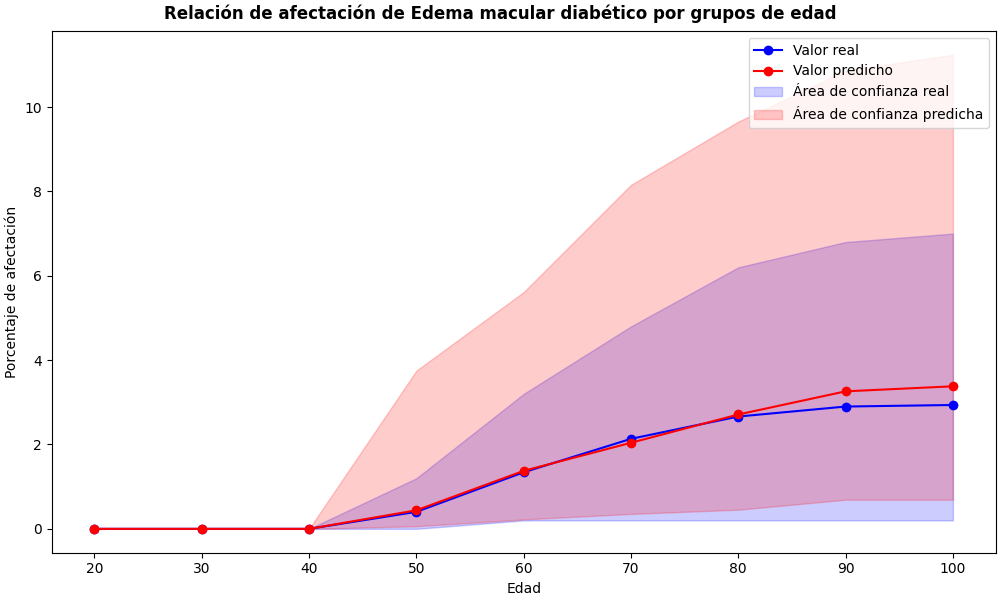 Relación de afectación de Edema macular diabético por grupos de edad
Valor real
Valor predicho
Área de confianza real
Área de confianza predicha
Porcentaje de afectación
10
8
6
4
2
0
20 30 40 50 60 70 80 90 100
Edad